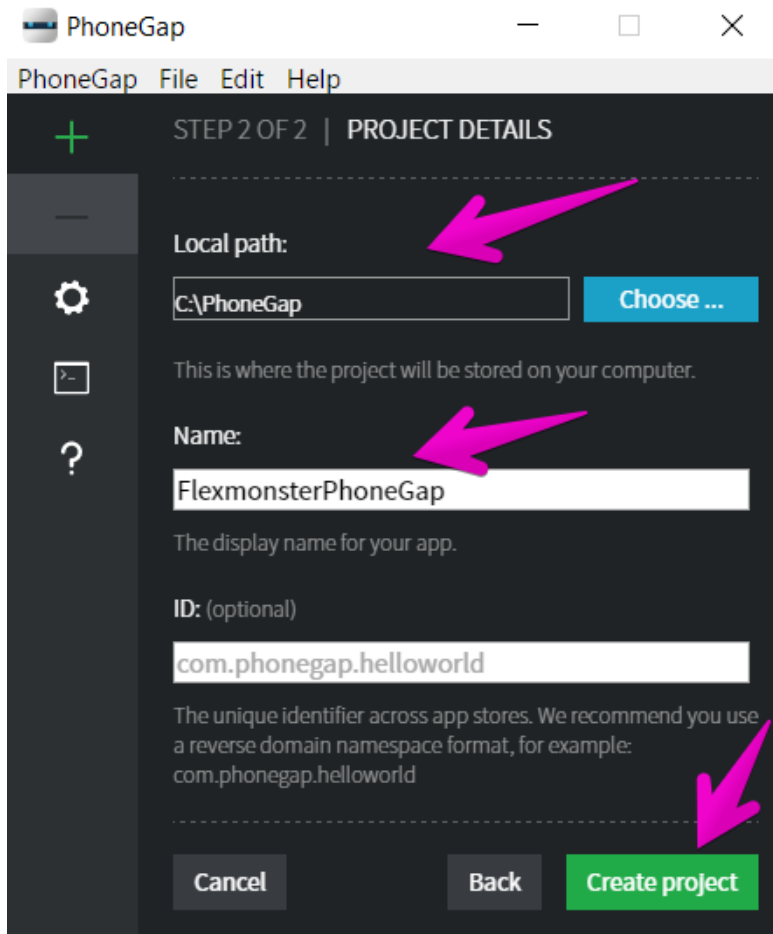 PhoneGap
PhoneGap File Edit Help
STEP 2 OF 2 | PROJECT DETAILS
Local path:
C:\PhoneGap
Choose ...
This is where the project will be stored on your computer.
Name:
FlexmonsterPhoneGap
The display name for your app.
ID: (optional)
com.phonegap.helloworld
The unique identifier across app stores. We recommend you use
a reverse domain namespace format, for example:
com.phonegap.helloworld
Cancel
Back
Create project